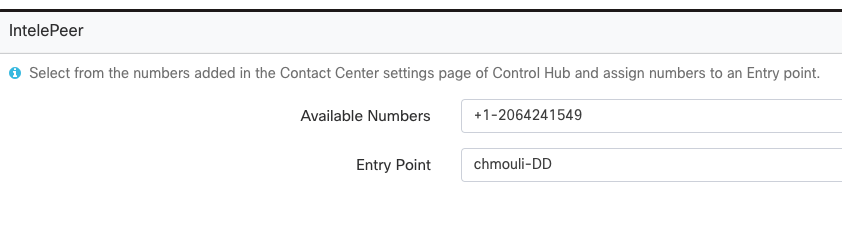 IntelePeer
Select from the numbers added in the Contact Center settings page of Control Hub and assign numbers to an Entry point.
Available Numbers +1-2064241549
Entry Point chmouli-DD